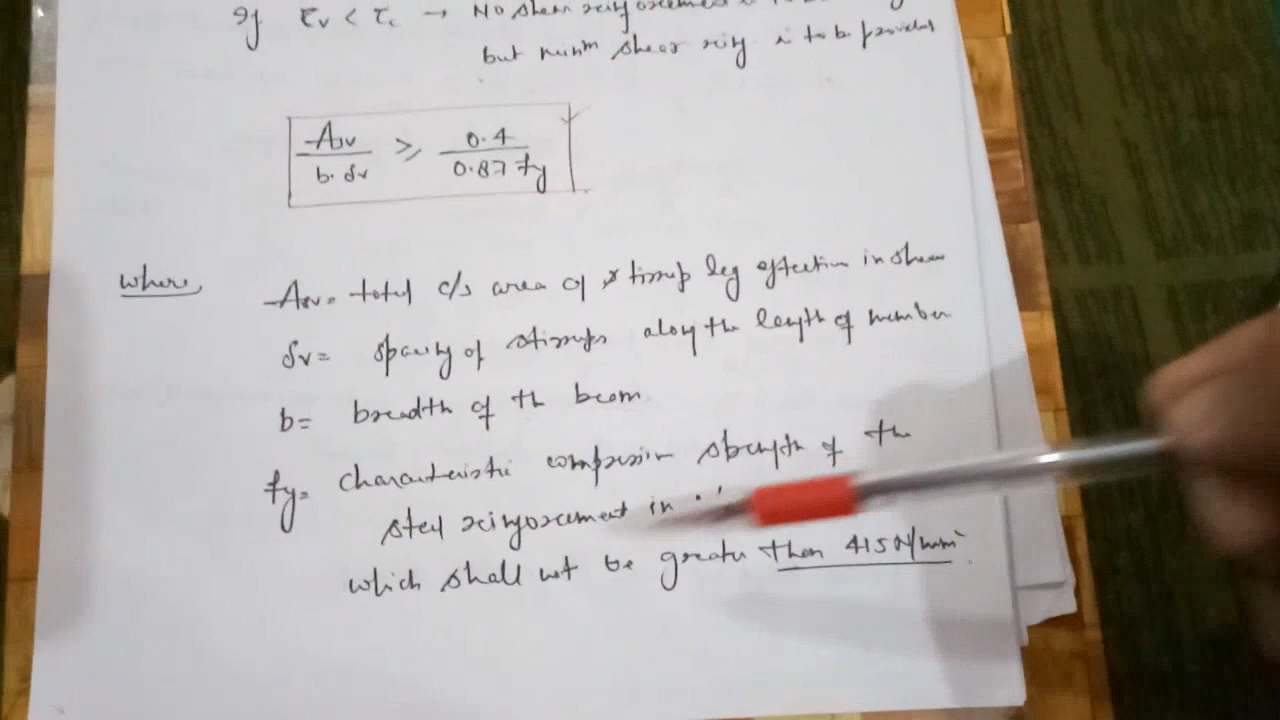 If τv < τc → No shear
but minm shear rinf is to be provided
Asv / b. Sv ≥ 0.4 / 0.87 fy
where,
Asv = total c/s area of stirrup leg effective in shear
Sv = spacing of stirrups along the length of member
b = breadth of the beam
fy = characteristic compression strength of the
steel reinforcement in
which shall not be greater than 415 N/mm²